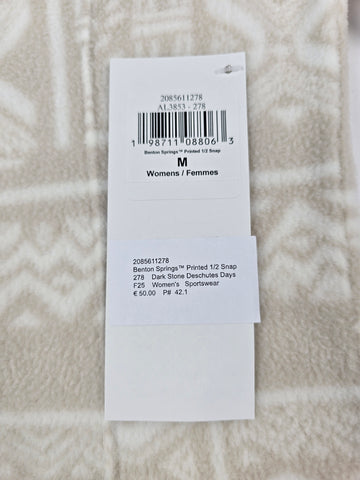 2085611278
AL3853 - 278
1 98711 08806 3
Benton Springs™ Printed 1/2 Snap
M
Womens / Femmes
2085611278
Benton Springs™ Printed 1/2 Snap
278 Dark Stone Deschutes Days
F25 Women's Sportswear
€ 50.00 P# 42.1